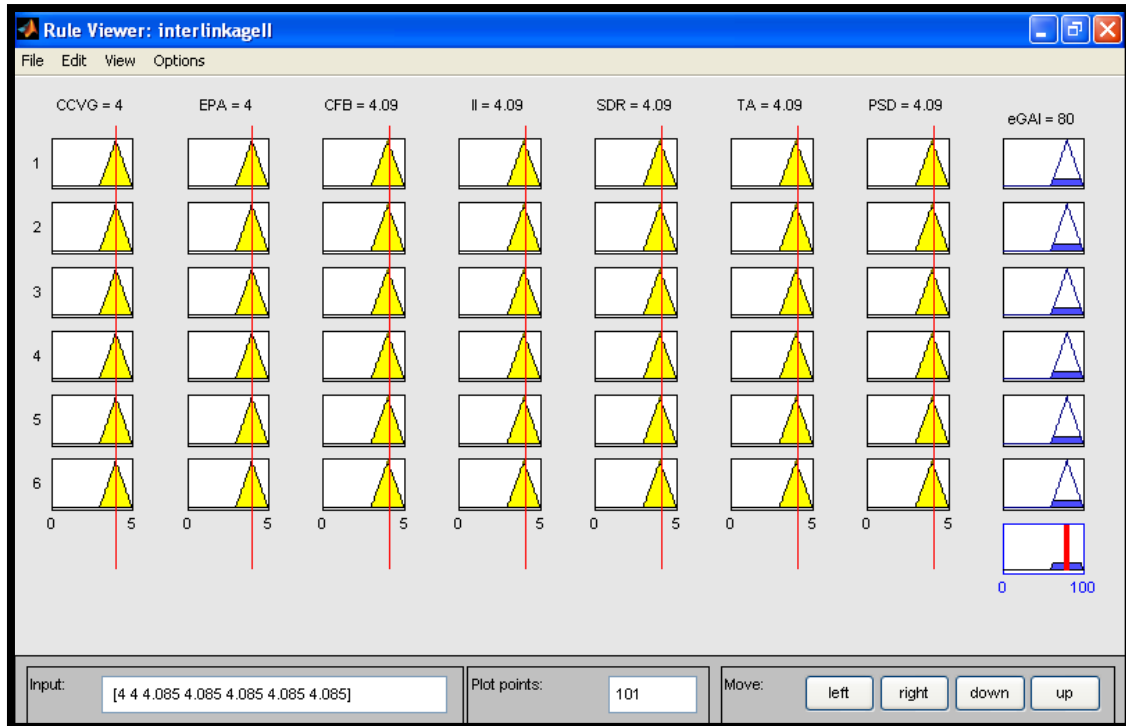 Rule Viewer: interlinkageII
File Edit View Options
CCVG = 4 EPA = 4 CFB = 4.09 II = 4.09 SDR = 4.09 TA = 4.09 PSD = 4.09 eGAI = 80
1
2
3
4
5
6
0 5 0 5 0 5 0 5 0 5 0 5 0 5
0 100
Input: [4 4 4.085 4.085 4.085 4.085 4.085] Plot points: 101 Move: left right down up